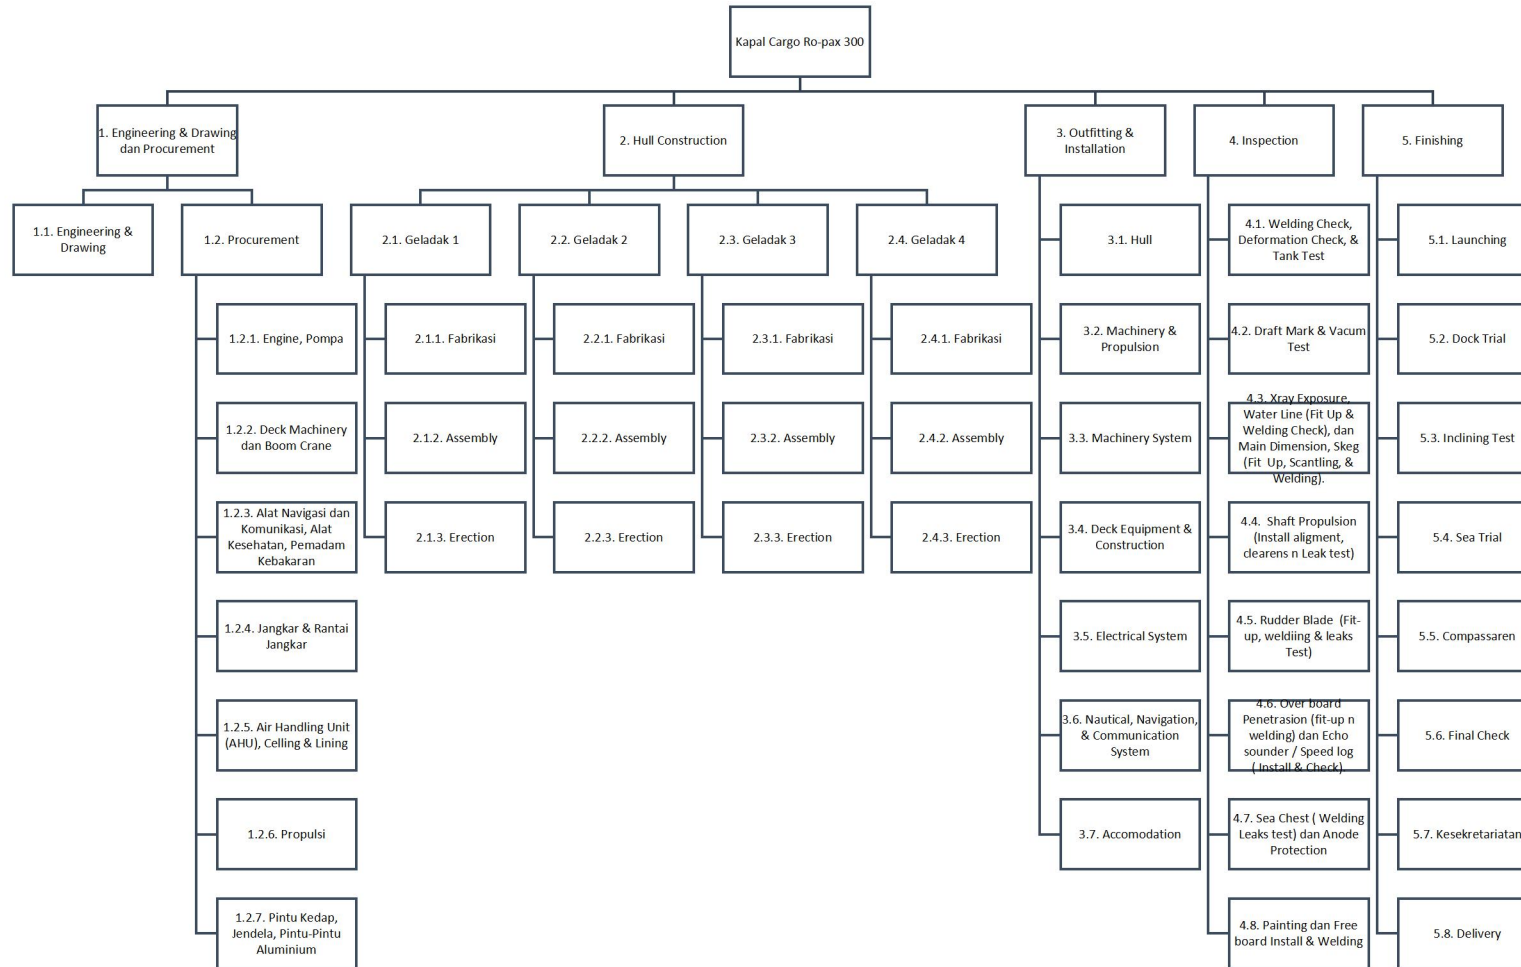 Kapal Cargo Ro-pax 300
1. Engineering & Drawing
dan Procurement
2. Hull Construction
3. Outfitting &
Installation
4. Inspection
5. Finishing
1.1. Engineering &
Drawing
1.2. Procurement
2.1. Geladak 1
2.2. Geladak 2
2.3. Geladak 3
2.4. Geladak 4
3.1. Hull
4.1. Welding Check,
Deformation Check, &
Tank Test
5.1. Launching
1.2.1. Engine, Pompa
2.1.1. Fabrikasi
2.2.1. Fabrikasi
2.3.1. Fabrikasi
2.4.1. Fabrikasi
3.2. Machinery &
Propulsion
4.2. Draft Mark & Vacum
Test
5.2. Dock Trial
1.2.2. Deck Machinery
dan Boom Crane
2.1.2. Assembly
2.2.2. Assembly
2.3.2. Assembly
2.4.2. Assembly
3.3. Machinery System
4.3. Xray Exposure,
Water Line (Fit Up &
Welding Check), dan
Main Dimension, Skeg
(Fit Up, Scantling, &
Welding).
5.3. Inclining Test
1.2.3. Alat Navigasi dan
Komunikasi, Alat
Kesehatan, Pemadam
Kebakaran
2.1.3. Erection
2.2.3. Erection
2.3.3. Erection
2.4.3. Erection
3.4. Deck Equipment &
Construction
4.4. Shaft Propulsion
(Install aligment,
clearens n Leak test)
5.4. Sea Trial
1.2.4. Jangkar & Rantai
Jangkar
3.5. Electrical System
4.5. Rudder Blade (Fit-
up, weldiing & leaks
Test)
5.5. Compassaren
1.2.5. Air Handling Unit
(AHU), Celling & Lining
3.6. Nautical, Navigation,
& Communication
System
4.6. Over board
Penetrasion (fit-up n
welding) dan Echo
sounder / Speed log
( Install & Check).
5.6. Final Check
1.2.6. Propulsi
3.7. Accomodation
4.7. Sea Chest ( Welding
Leaks test) dan Anode
Protection
5.7. Kesekretariatan
1.2.7. Pintu Kedap,
Jendela, Pintu-Pintu
Aluminium
4.8. Painting dan Free
board Install & Welding
5.8. Delivery